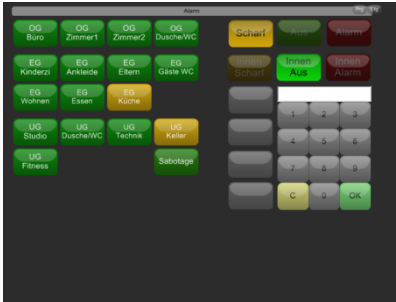 Alarm
OG
Büro
OG
Zimmer1
OG
Zimmer2
OG
Dusche/WC
Scharf
Aus
Alarm
EG
Kinderzi
EG
Ankleide
EG
Eltern
EG
Gäste WC
Innen
Scharf
Innen
Aus
Innen
Alarm
EG
Wohnen
EG
Essen
EG
Küche
1 2 3
UG
Studio
UG
Dusche/WC
UG
Technik
UG
Keller
4 5 6
UG
Fitness
Sabotage
7 8 9
C 0 OK